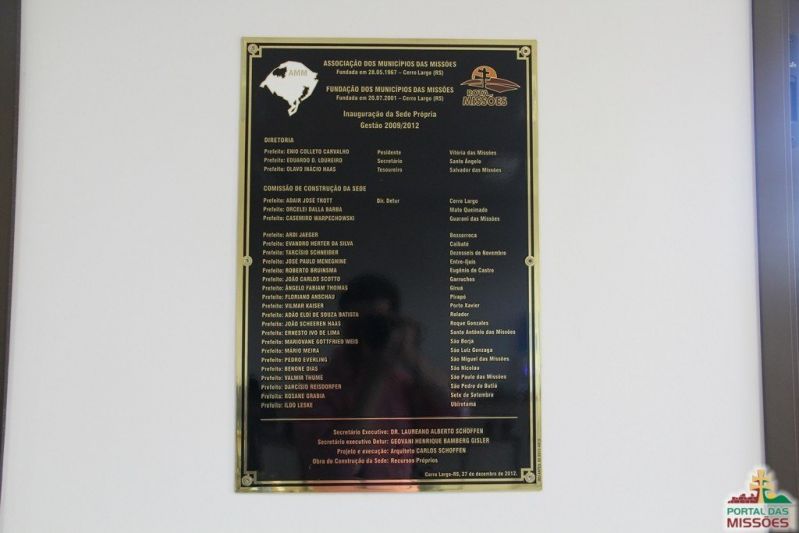 AMM
ASSOCIAÇÃO DOS MUNICÍPIOS DAS MISSÕES
Fundada em 28.05.1967 – Cerro Largo (RS)
FUNDAÇÃO DOS MUNICÍPIOS DAS MISSÕES
Fundada em 20.07.2001 – Cerro Largo (RS)
ROTA MISSÕES
Inauguração da Sede Própria
Gestão 2009/2012
DIRETORIA
Prefeito: ENIO COLLETO CARVALHO Pesidente Vitória das Missões
Prefeito: EDUARDO D. LOUREIRO Secretário Santo Ângelo
Prefeito: OLAVO INÁCIO HAAS Tesoureiro Salvador das Missões
COMISSÃO DE CONSTRUÇÃO DA SEDE
Prefeito: ADAIR JOSÉ TROTT Dir. Detur Cerro Largo
Prefeito: ORCELEI DALLA BARBA Mato Queimado
Prefeito: CASEMIRO WARPECHOWSKI Guarani das Missões
Prefeito: ARDI JAEGER Bossoroca
Prefeito: EVANDRO HERTER DA SILVA Caibaté
Prefeito: TARCÍSIO SCHNEIDER Dezesseis de Novembro
Prefeito: JOSÉ PAULO MENEGHINE Entre-Ijuis
Prefeito: ROBERTO BRUINSMA Eugênio de Castro
Prefeito: JOÃO CARLOS SCOTTO Garruchos
Prefeito: ÂNGELO FABIAM THOMAS Giruá
Prefeito: FLORIANO ANSCHAU Pirapó
Prefeito: VILMAR KAISER Porto Xavier
Prefeito: ADÃO ELOI DE SOUZA BATISTA Rolador
Prefeito: JOÃO SCHEEREN HAAS Roque Gonzales
Prefeito: ERNESTO IVO DE LIMA Santo Antônio das Missões
Prefeito: MARIOVANE GOTTFRIED WEIS São Borja
Prefeito: MÁRIO MEIRA São Luiz Gonzaga
Prefeito: PEDRO EVERLING São Miguel das Missões
Prefeito: BENONE DIAS São Nicolau
Prefeito: VALMIR THUME São Paulo das Missões
Prefeito: DARCÍSIO REISDORFER São Pedro do Butiá
Prefeito: ROSANE GRABIA Sete de Setembro
Prefeito: ILDO LESKE Ubiretama
Secretário Executivo: DR. LAUREANO ALBERTO SCHOFFEN
Secretário executivo Detur: GEOVANI HENRIQUE BAMBERG GISLER
Projeto e execução: Arquiteto CARLOS SCHOFFEN
Obra de Construção da Sede: Recursos Próprios
Cerro Largo-RS, 27 de dezembro de 2012.
PORTAL DAS
MISSÕES